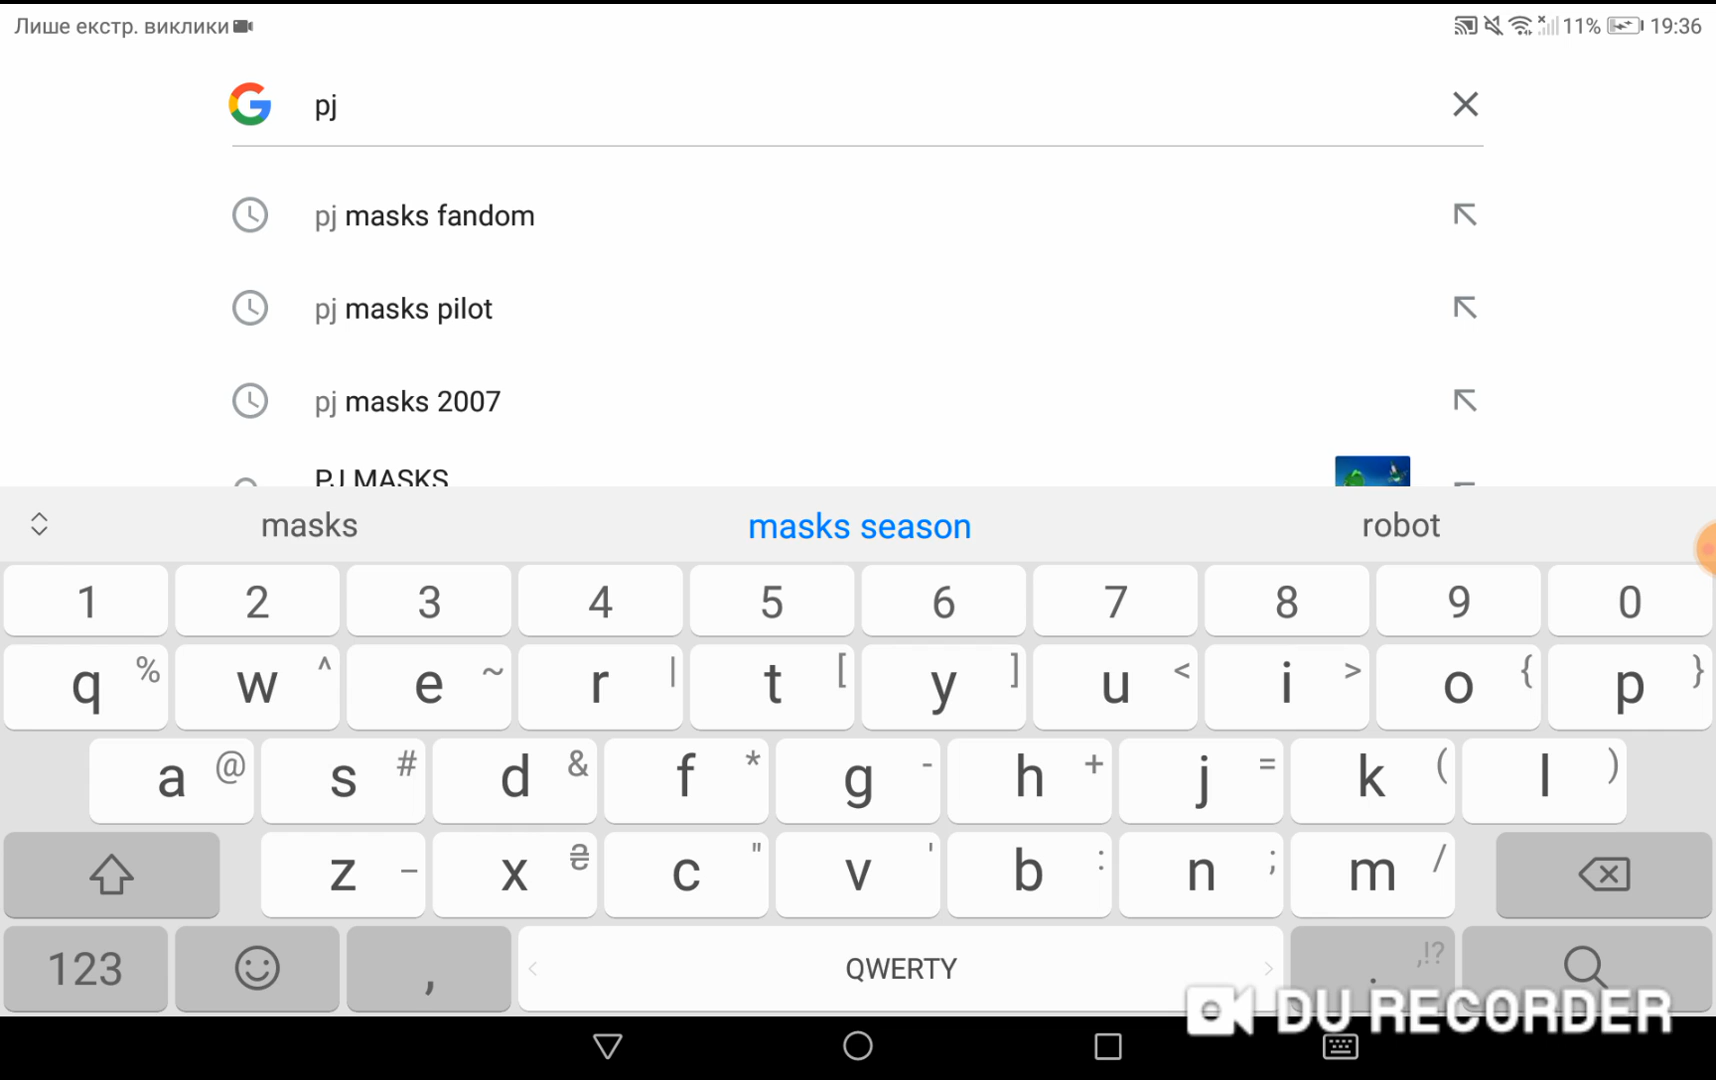 Лише екстр. виклики
11% 19:36
pj
pj masks fandom
pj masks pilot
pj masks 2007
PJ MASKS
masks masks season robot
1 2 3 4 5 6 7 8 9 0
q % w ^ e ~ r | t [ y ] u < i > o { p }
a @ s # d & f * g - h + j = k ( l )
z _ x ₴ c " v ' b : n ; m /
123 , QWERTY . ,!?
DU RECORDER